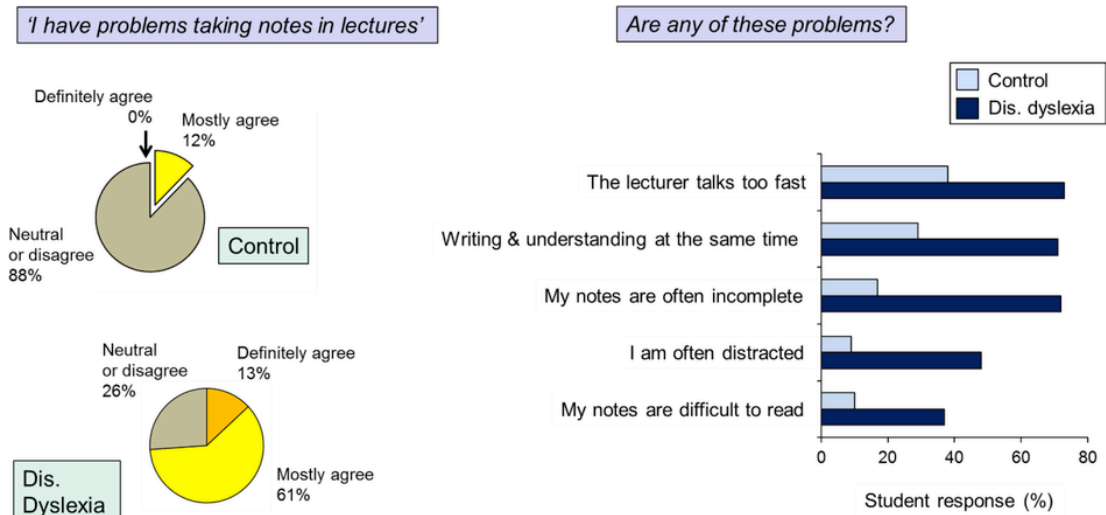 'I have problems taking notes in lectures'
Definitely agree
0%
Mostly agree
12%
Neutral
or disagree
88%
Control
Neutral
or disagree
26%
Definitely agree
13%
Mostly agree
61%
Dis.
Dyslexia
Are any of these problems?
Control
Dis. dyslexia
The lecturer talks too fast
Writing & understanding at the same time
My notes are often incomplete
I am often distracted
My notes are difficult to read
0 20 40 60 80
Student response (%)